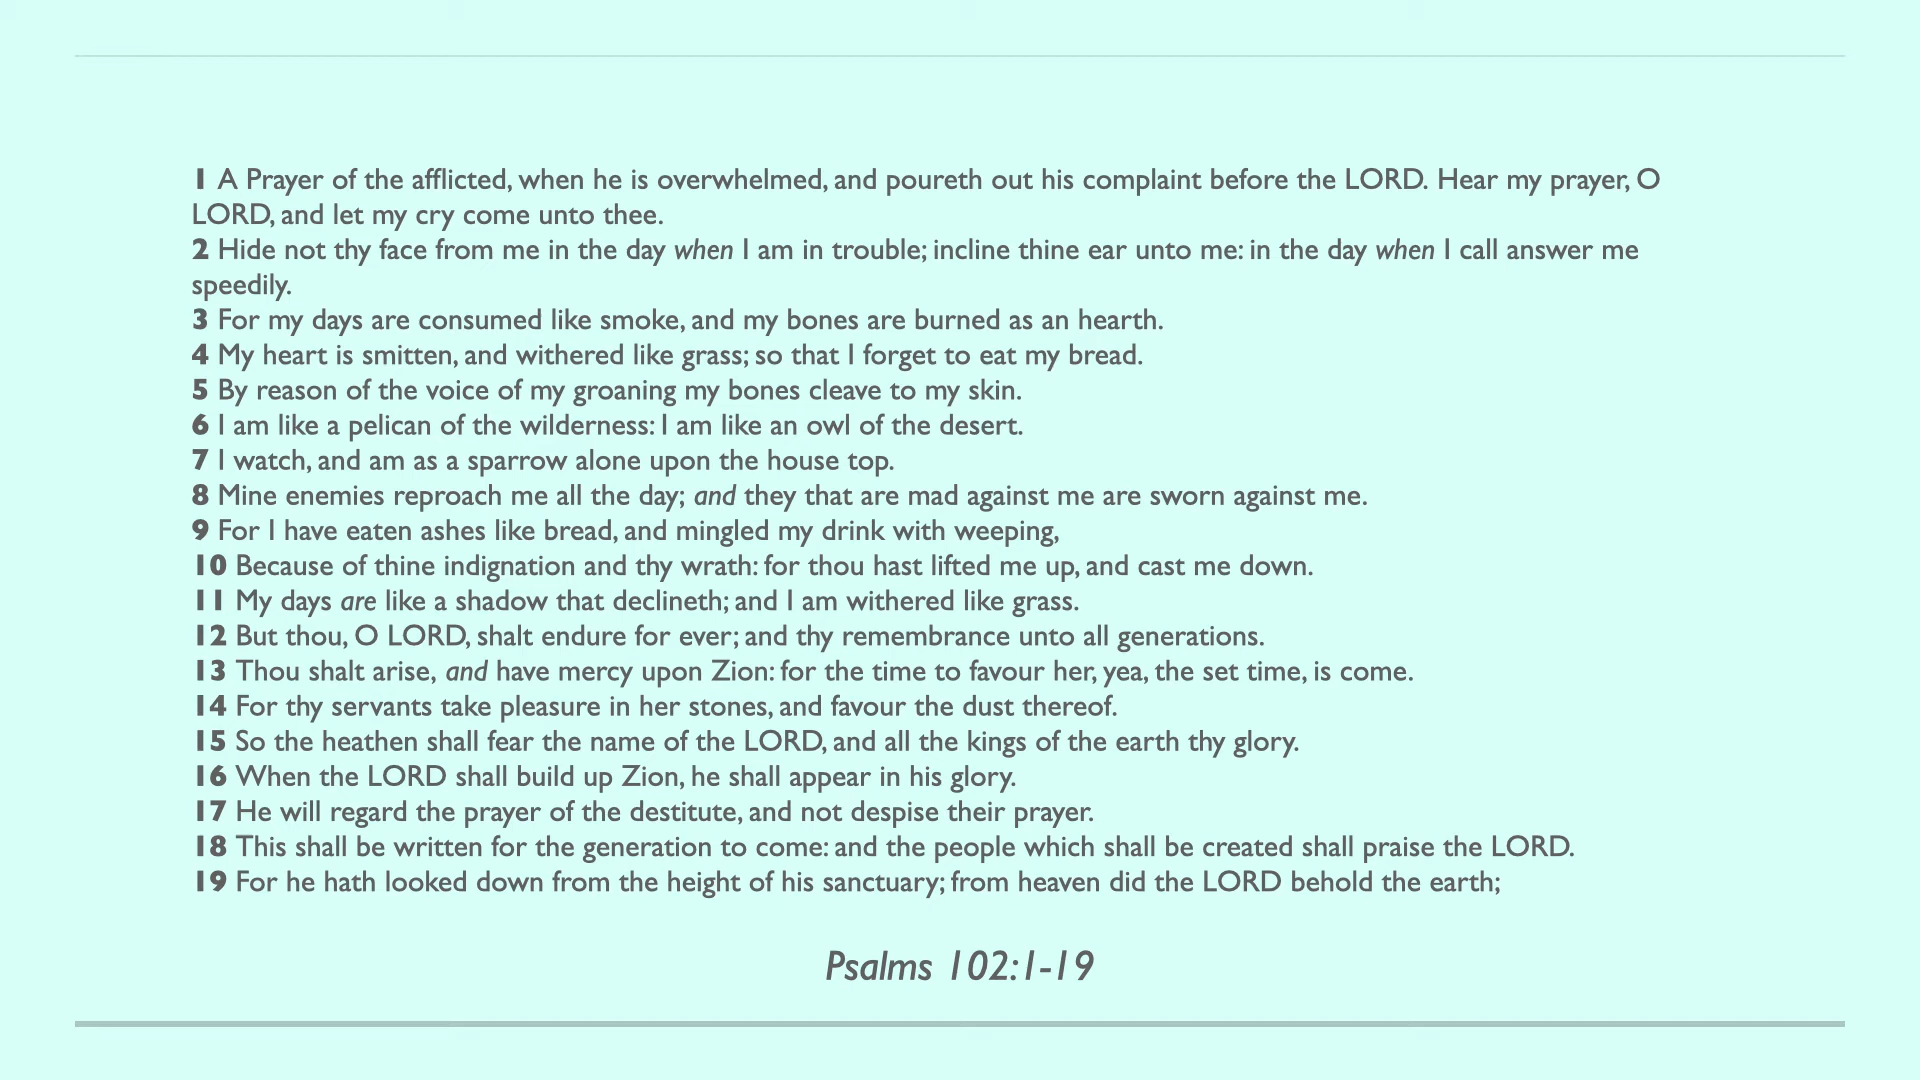 1 A Prayer of the afflicted, when he is overwhelmed, and poureth out his complaint before the LORD. Hear my prayer, O
LORD, and let my cry come unto thee.
2 Hide not thy face from me in the day when I am in trouble; incline thine ear unto me: in the day when I call answer me
speedily.
3 For my days are consumed like smoke, and my bones are burned as an hearth.
4 My heart is smitten, and withered like grass; so that I forget to eat my bread.
5 By reason of the voice of my groaning my bones cleave to my skin.
6 I am like a pelican of the wilderness: I am like an owl of the desert.
7 I watch, and am as a sparrow alone upon the house top.
8 Mine enemies reproach me all the day; and they that are mad against me are sworn against me.
9 For I have eaten ashes like bread, and mingled my drink with weeping,
10 Because of thine indignation and thy wrath: for thou hast lifted me up, and cast me down.
11 My days are like a shadow that declineth; and I am withered like grass.
12 But thou, O LORD, shalt endure for ever; and thy remembrance unto all generations.
13 Thou shalt arise, and have mercy upon Zion: for the time to favour her, yea, the set time, is come.
14 For thy servants take pleasure in her stones, and favour the dust thereof.
15 So the heathen shall fear the name of the LORD, and all the kings of the earth thy glory.
16 When the LORD shall build up Zion, he shall appear in his glory.
17 He will regard the prayer of the destitute, and not despise their prayer.
18 This shall be written for the generation to come: and the people which shall be created shall praise the LORD.
19 For he hath looked down from the height of his sanctuary; from heaven did the LORD behold the earth;
Psalms 102:1-19